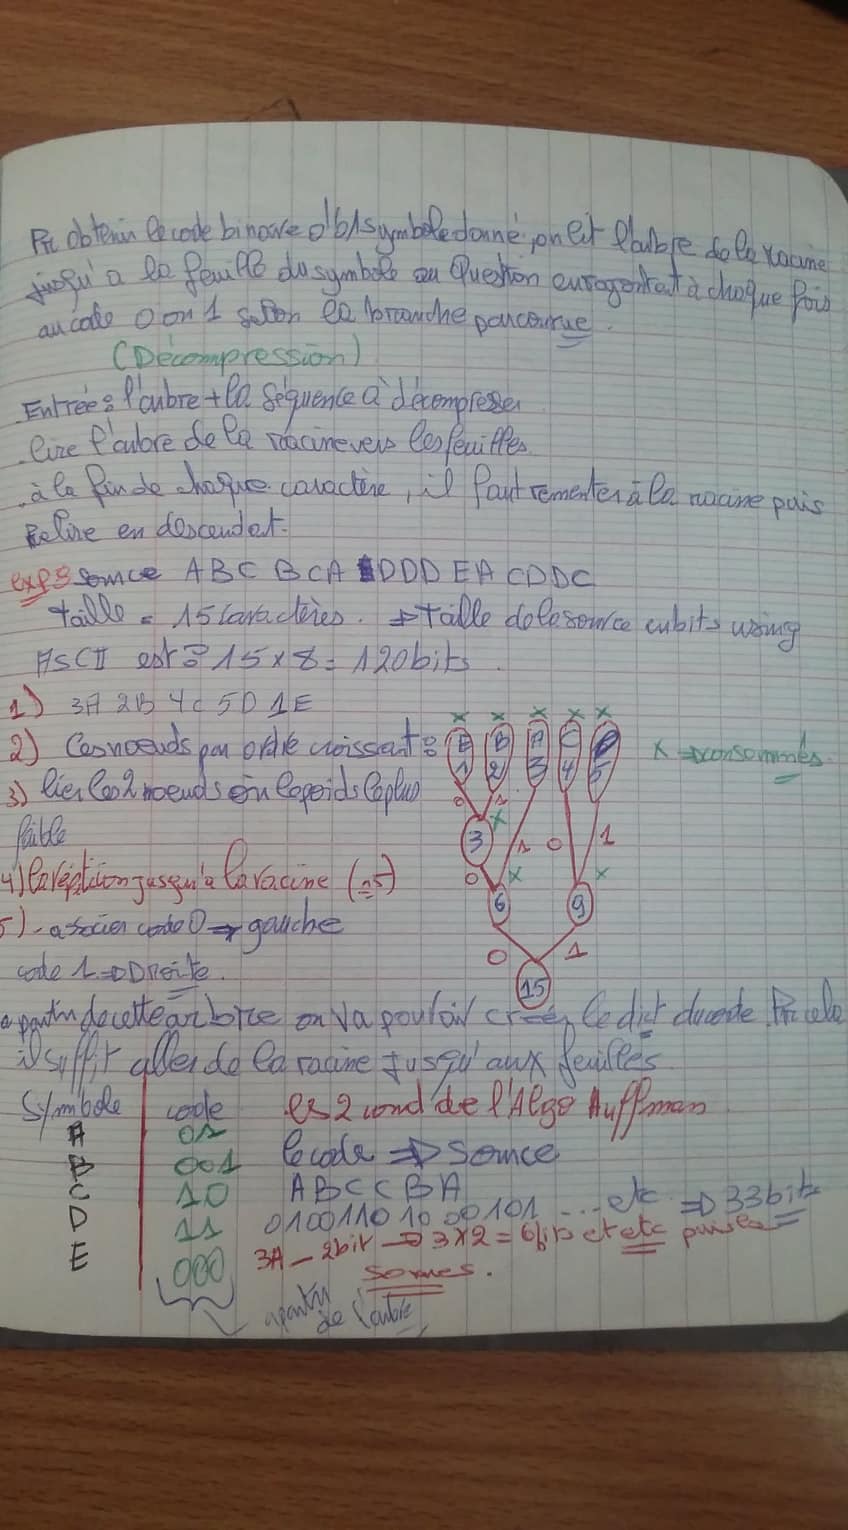 Pr obtenir le code binaire d'1 symbole donné, on lit l'arbre de la racine
jusqu'à la feuille du symbole en Question en rajoutant à chaque fois
au code 0 ou 1 selon la branche parcourue.
(Décompression)
Entrée : l'arbre + la séquence à décompresser
lire l'arbre de la racine vers les feuilles.
à la fin de chaque caractère, il faut remonter à la racine puis
Relire en descendant.
exp: source ABC BCA DDD EA CDDC
taille = 15 caractères. ⇒ taille de la source en bits using
ASCII est : 15 x 8 = 120 bits.
1) 3A 2B 4C 5D 1E
2) Ces noeuds par ordre croissant : E 1 B 2 A 3 C 4 D 5 x ⇒ consommés.
3) lier les 2 noeuds le poids le plus
faible
3 0 1 1 0 1
4) La répétition jusqu'à la racine (15)
0 6 9
5) - associer code 0 → gauche
0 1
code 1 ⇒ Droite.
15
a partir de cette arbre on va pouvoir créer le dict de code. Pr cela
il suffit aller de la racine jusqu'aux feuilles.
Symbole code les 2 de l'Algo Huffman.
A 01
B 001 le code ⇒ source
C 10 ABCCBA
D 11 0100110 10 00101 .... etc ⇒ 33 bits
3A - 2bit → 3x2 = 6bits et etc puis la
E 000 somes.
a partir
de l'arbre